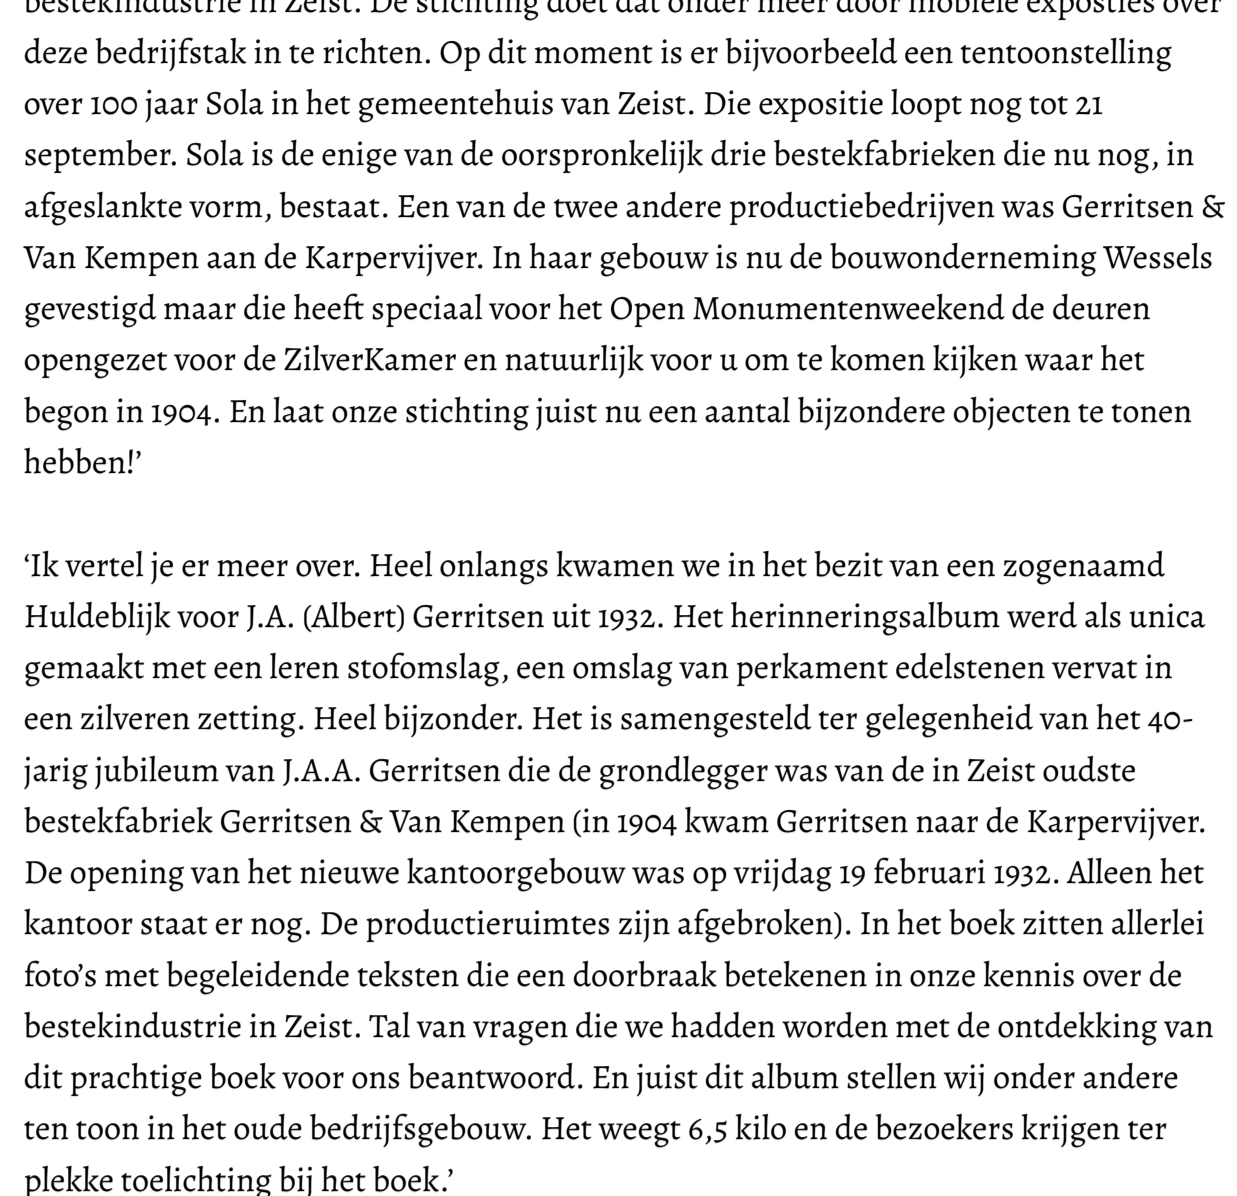 bestekindustrie in Zeist. De stichting doet dat onder meer door mobiele exposties over
deze bedrijfstak in te richten. Op dit moment is er bijvoorbeeld een tentoonstelling
over 100 jaar Sola in het gemeentehuis van Zeist. Die expositie loopt nog tot 21
september. Sola is de enige van de oorspronkelijk drie bestekfabrieken die nu nog, in
afgeslankte vorm, bestaat. Een van de twee andere productiebedrijven was Gerritsen &
Van Kempen aan de Karpervijver. In haar gebouw is nu de bouwonderneming Wessels
gevestigd maar die heeft speciaal voor het Open Monumentenweekend de deuren
opengezet voor de ZilverKamer en natuurlijk voor u om te komen kijken waar het
begon in 1904. En laat onze stichting juist nu een aantal bijzondere objecten te tonen
hebben!’
‘Ik vertel je er meer over. Heel onlangs kwamen we in het bezit van een zogenaamd
Huldeblijk voor J.A. (Albert) Gerritsen uit 1932. Het herinneringsalbum werd als unica
gemaakt met een leren stofomslag, een omslag van perkament edelstenen vervat in
een zilveren zetting. Heel bijzonder. Het is samengesteld ter gelegenheid van het 40-
jarig jubileum van J.A.A. Gerritsen die de grondlegger was van de in Zeist oudste
bestekfabriek Gerritsen & Van Kempen (in 1904 kwam Gerritsen naar de Karpervijver.
De opening van het nieuwe kantoorgebouw was op vrijdag 19 februari 1932. Alleen het
kantoor staat er nog. De productieruimtes zijn afgebroken). In het boek zitten allerlei
foto’s met begeleidende teksten die een doorbraak betekenen in onze kennis over de
bestekindustrie in Zeist. Tal van vragen die we hadden worden met de ontdekking van
dit prachtige boek voor ons beantwoord. En juist dit album stellen wij onder andere
ten toon in het oude bedrijfsgebouw. Het weegt 6,5 kilo en de bezoekers krijgen ter
plekke toelichting bij het boek.’